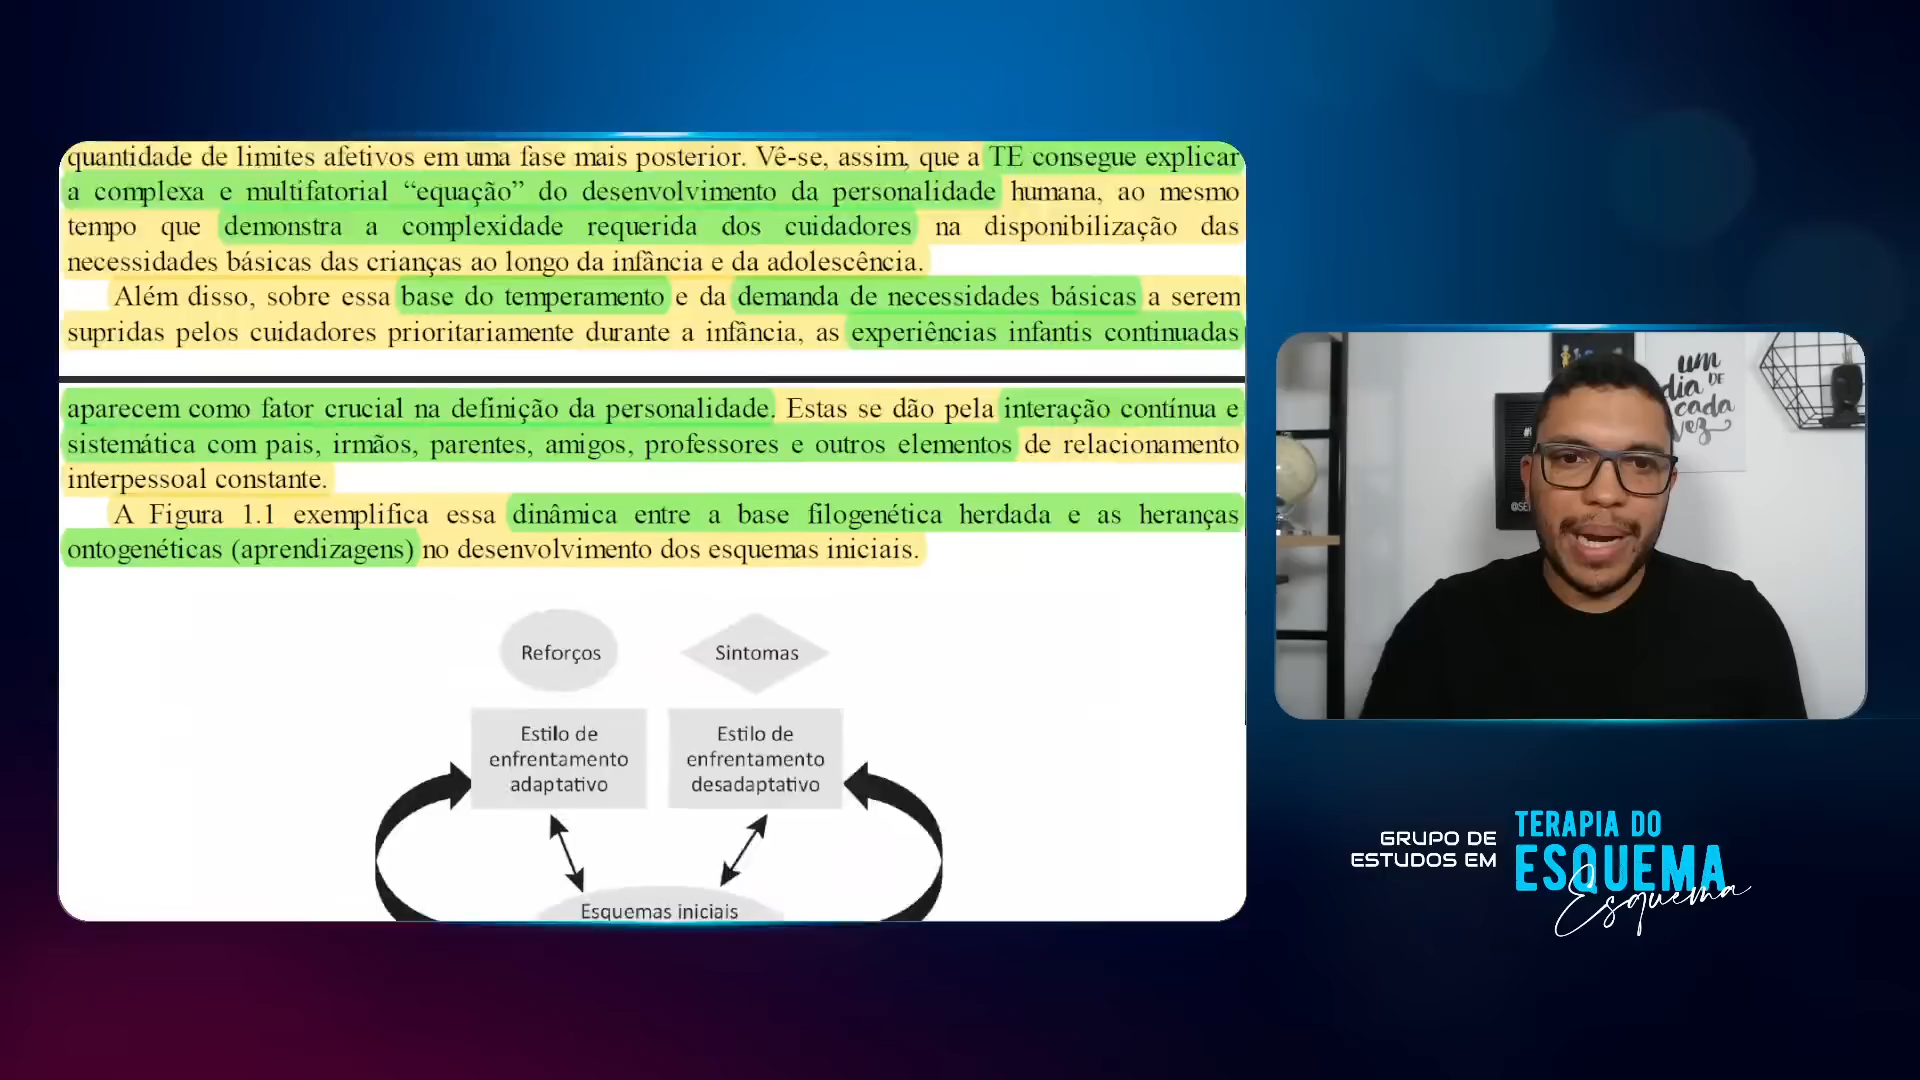 quantidade de limites afetivos em uma fase mais posterior. Vê-se, assim, que a TE consegue explicar
a complexa e multifatorial “equação” do desenvolvimento da personalidade humana, ao mesmo
tempo que demonstra a complexidade requerida dos cuidadores na disponibilização das
necessidades básicas das crianças ao longo da infância e da adolescência.
Além disso, sobre essa base do temperamento e da demanda de necessidades básicas a serem
supridas pelos cuidadores prioritariamente durante a infância, as experiências infantis continuadas
aparecem como fator crucial na definição da personalidade. Estas se dão pela interação contínua e
sistemática com pais, irmãos, parentes, amigos, professores e outros elementos de relacionamento
interpessoal constante.
A Figura 1.1 exemplifica essa dinâmica entre a base filogenética herdada e as heranças
ontogenéticas (aprendizagens) no desenvolvimento dos esquemas iniciais.
Reforços
Sintomas
Estilo de
enfrentamento
adaptativo
Estilo de
enfrentamento
desadaptativo
Esquemas iniciais
um
dia DE
cada
vez
GRUPO DE
ESTUDOS EM
TERAPIA DO
ESQUEMA
Esquema